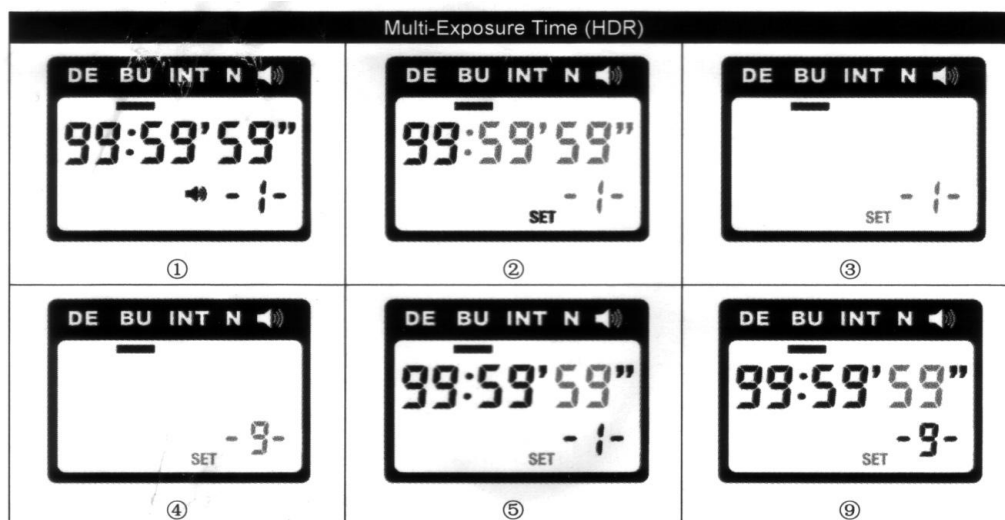 Multi-Exposure Time (HDR)
DE BU INT N
99:59'59"
-1-
①
DE BU INT N
99:59'59"
-1-
SET
②
DE BU INT N
-1-
SET
③
DE BU INT N
-9-
SET
④
DE BU INT N
99:59'59"
-1-
SET
⑤
DE BU INT N
99:59'59"
-9-
SET
⑨